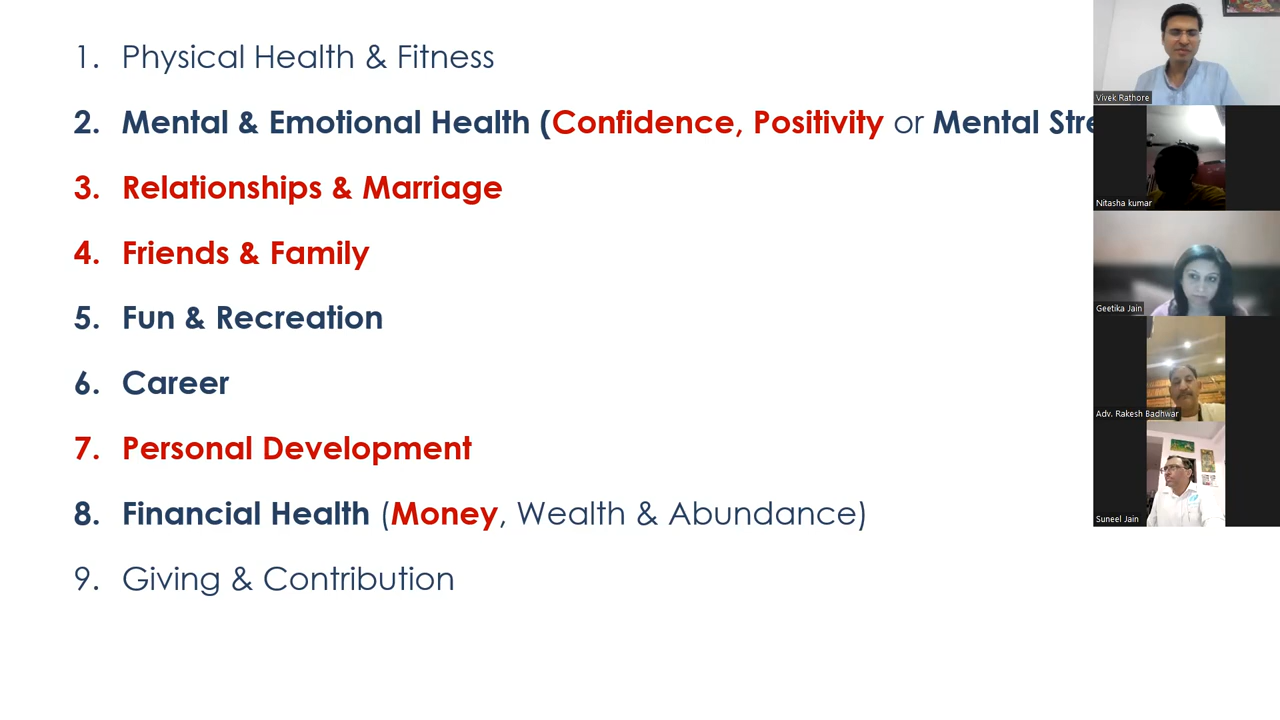 1. Physical Health & Fitness
2. Mental & Emotional Health (Confidence, Positivity or Mental
3. Relationships & Marriage
4. Friends & Family
5. Fun & Recreation
6. Career
7. Personal Development
8. Financial Health (Money, Wealth & Abundance)
9. Giving & Contribution
Vivek Rathore
Nitasha kumar
Geetika Jain
Adv. Rakesh Badhwar
Suneel Jain